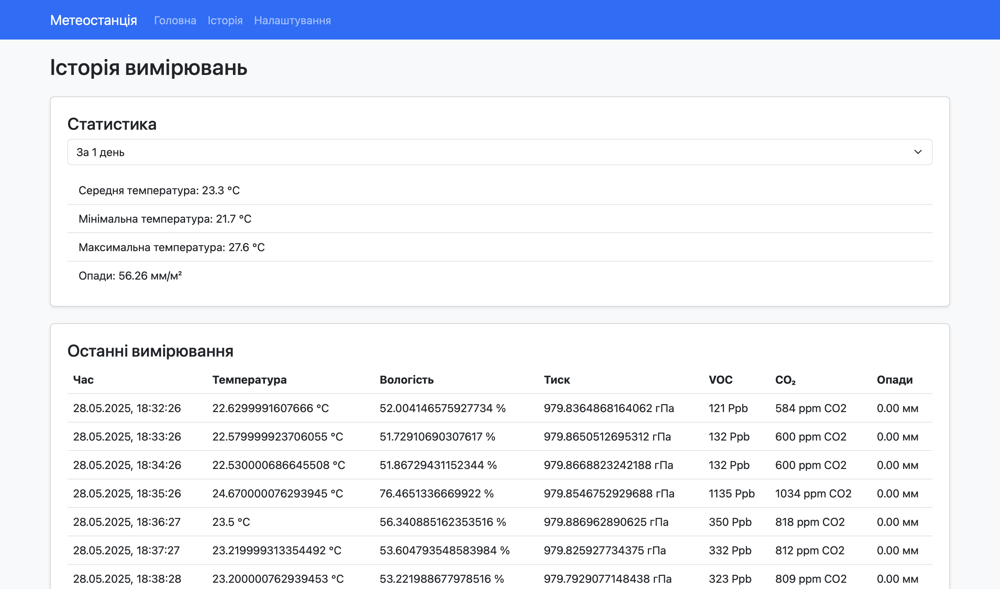 Метеостанція Головна Історія Налаштування
Історія вимірювань
Статистика
За 1 день
Середня температура: 23.3 °C
Мінімальна температура: 21.7 °C
Максимальна температура: 27.6 °C
Опади: 56.26 мм/м²
Останні вимірювання
Час Температура Вологість Тиск VOC CO₂ Опади
28.05.2025, 18:32:26 22.6299991607666 °C 52.004146575927734 % 979.8364868164062 гПа 121 Ppb 584 ppm CO2 0.00 мм
28.05.2025, 18:33:26 22.579999923706055 °C 51.72910690307617 % 979.8650512695312 гПа 132 Ppb 600 ppm CO2 0.00 мм
28.05.2025, 18:34:26 22.530000686645508 °C 51.86729431152344 % 979.8668823242188 гПа 132 Ppb 600 ppm CO2 0.00 мм
28.05.2025, 18:35:26 24.670000076293945 °C 76.4651336669922 % 979.8546752929688 гПа 1135 Ppb 1034 ppm CO2 0.00 мм
28.05.2025, 18:36:27 23.5 °C 56.340885162353516 % 979.886962890625 гПа 350 Ppb 818 ppm CO2 0.00 мм
28.05.2025, 18:37:27 23.219999313354492 °C 53.604793548583984 % 979.825927734375 гПа 332 Ppb 812 ppm CO2 0.00 мм
28.05.2025, 18:38:28 23.200000762939453 °C 53.221988677978516 % 979.7929077148438 гПа 323 Ppb 809 ppm CO2 0.00 мм